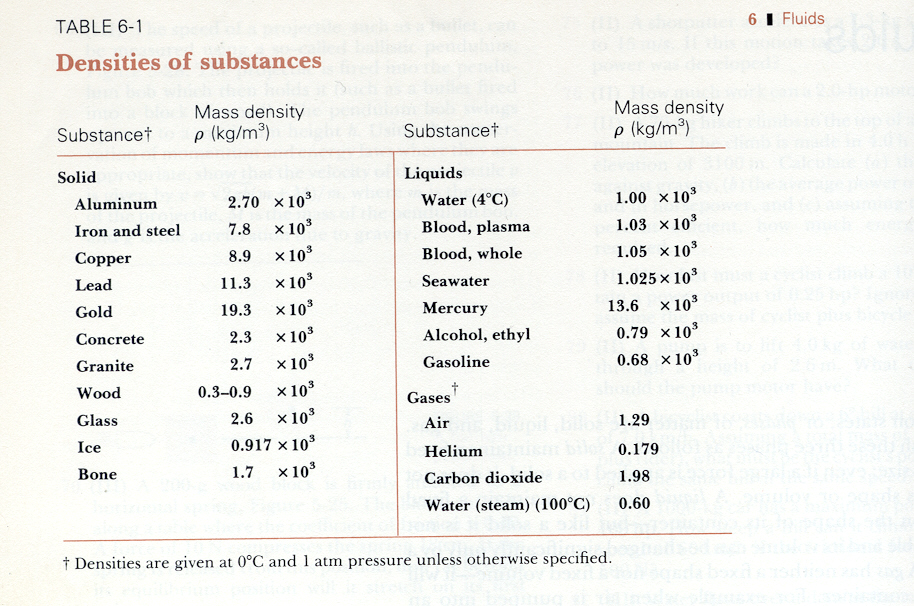 TABLE 6-1
6 ▮ Fluids
Densities of substances
Substance† Mass density ρ (kg/m³)
Solid
Aluminum 2.70 ×10³
Iron and steel 7.8 ×10³
Copper 8.9 ×10³
Lead 11.3 ×10³
Gold 19.3 ×10³
Concrete 2.3 ×10³
Granite 2.7 ×10³
Wood 0.3–0.9 ×10³
Glass 2.6 ×10³
Ice 0.917 ×10³
Bone 1.7 ×10³
Substance† Mass density ρ (kg/m³)
Liquids
Water (4°C) 1.00 ×10³
Blood, plasma 1.03 ×10³
Blood, whole 1.05 ×10³
Seawater 1.025×10³
Mercury 13.6 ×10³
Alcohol, ethyl 0.79 ×10³
Gasoline 0.68 ×10³
Gases†
Air 1.29
Helium 0.179
Carbon dioxide 1.98
Water (steam) (100°C) 0.60
† Densities are given at 0°C and 1 atm pressure unless otherwise specified.